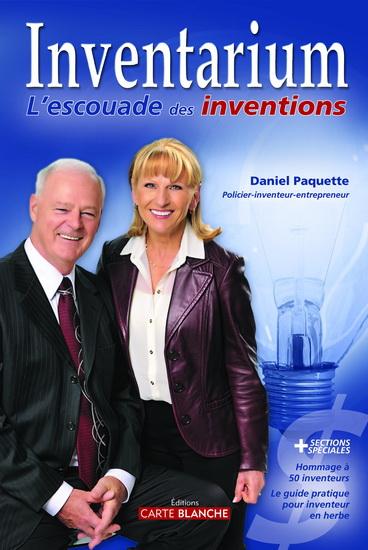 Inventarium
L'escouade des inventions
Daniel Paquette
Policier-inventeur-entrepreneur
+ SECTIONS
SPÉCIALES
Hommage à
50 inventeurs
Le guide pratique
pour inventeur
en herbe
$
Éditions
CARTE BLANCHE